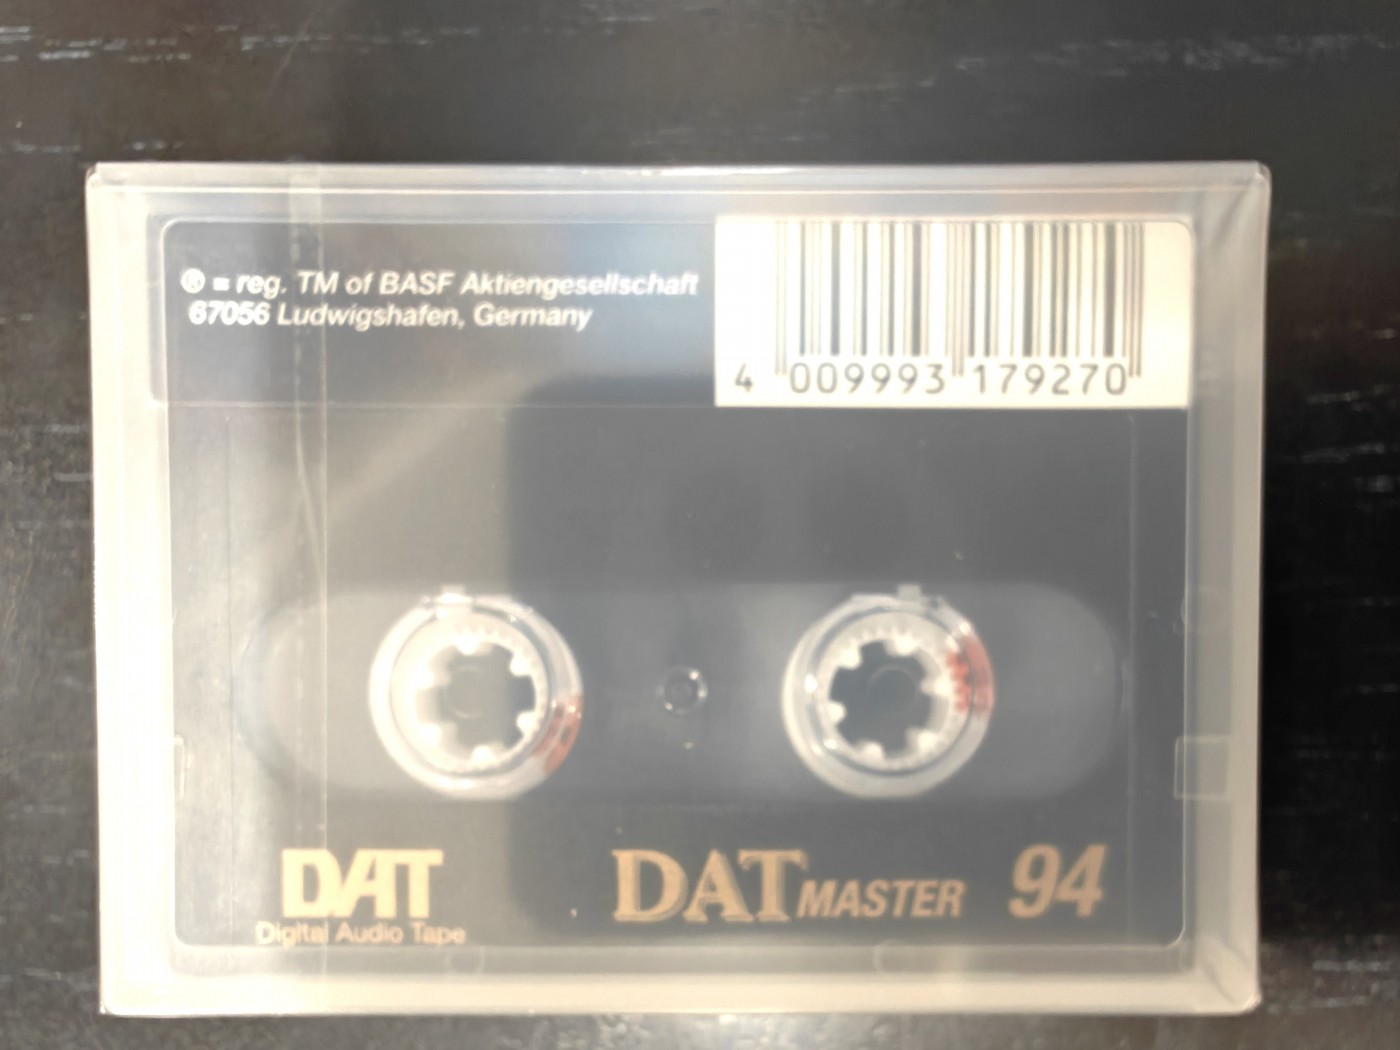 ® = reg. TM of BASF Aktiengesellschaft
67056 Ludwigshafen, Germany
4 009993 179270
DAT
Digital Audio Tape
DAT MASTER 94